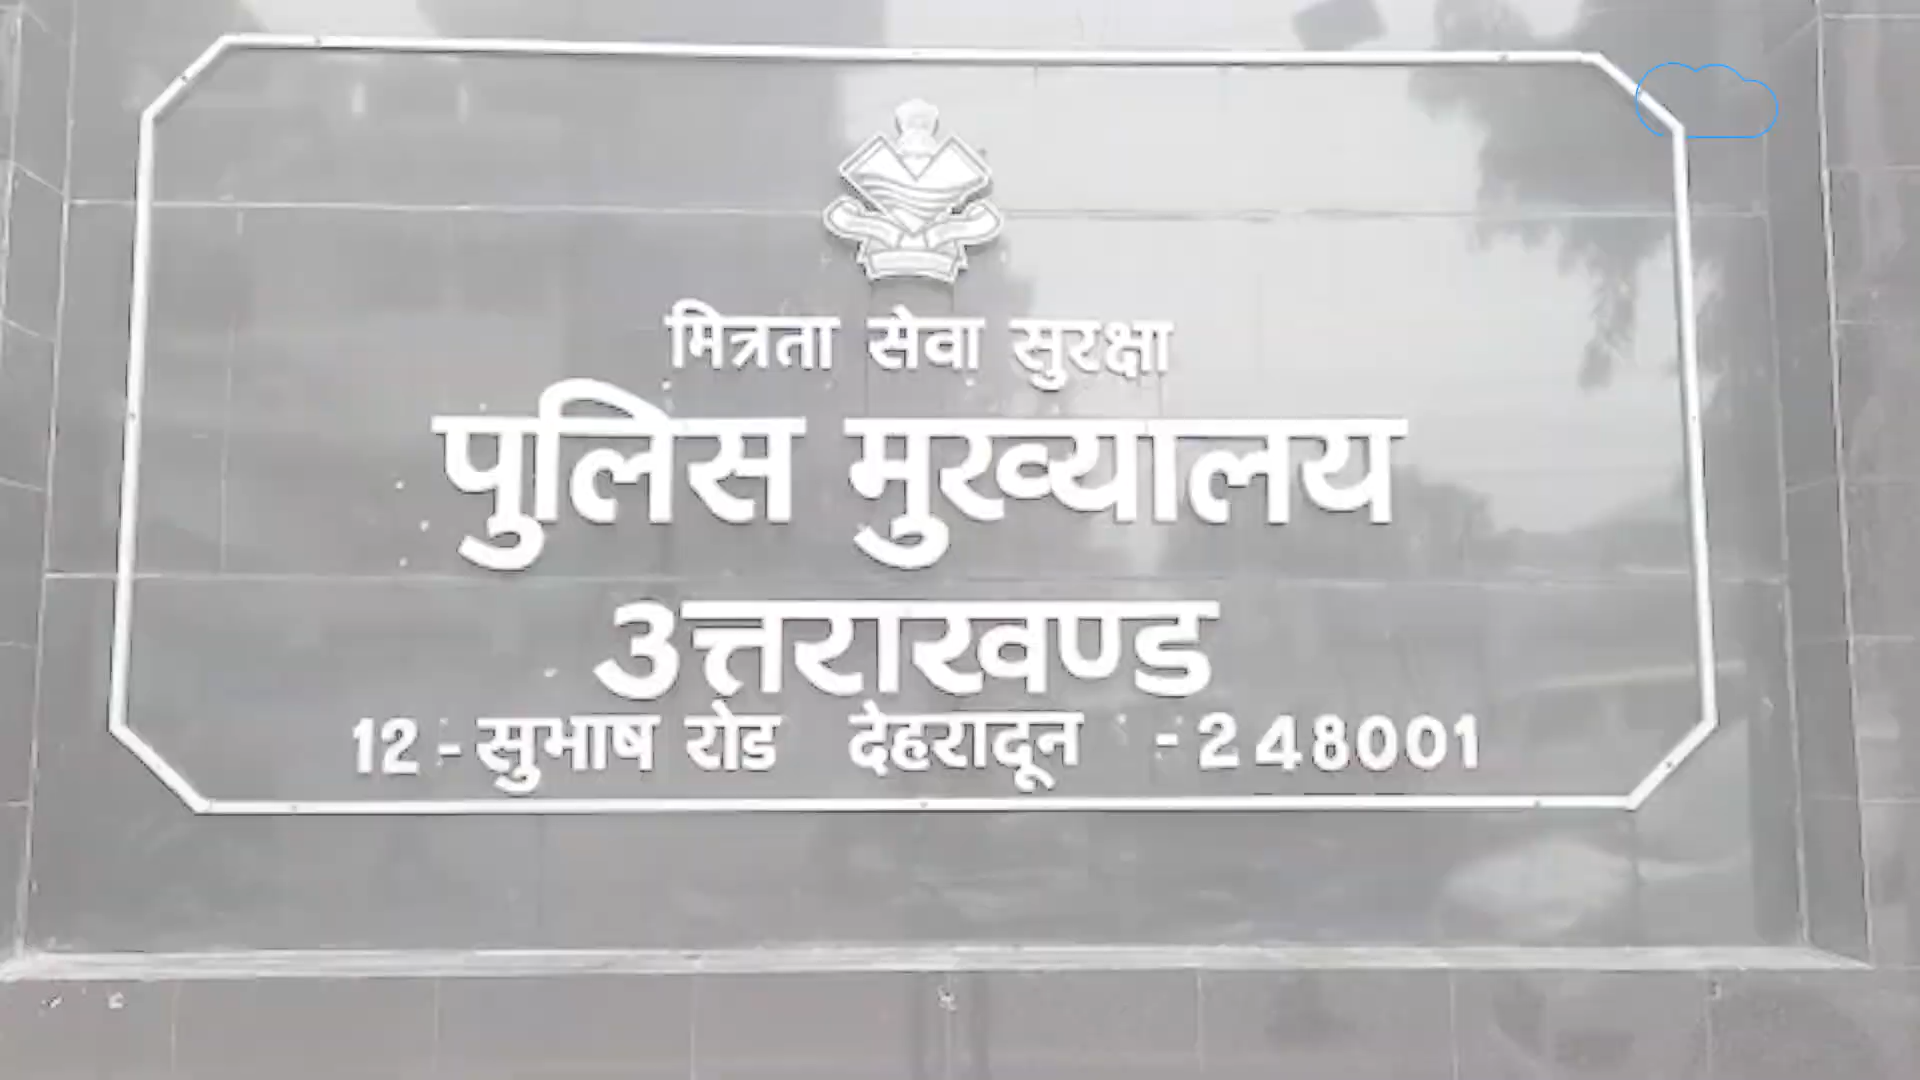 मित्रता सेवा सुरक्षा
पुलिस मुख्यालय
उत्तराखण्ड
12-सुभाष रोड देहरादून -248001